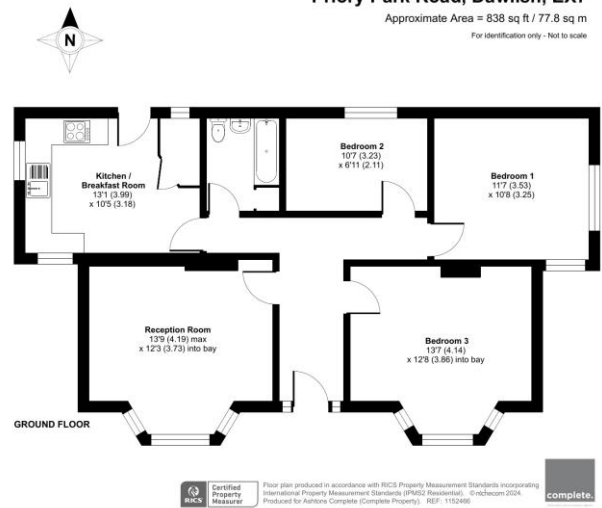 Priory Park Road, Dawlish, EX7
Approximate Area = 838 sq ft / 77.8 sq m
For identification only - Not to scale
N
Kitchen /
Breakfast Room
13'1 (3.99)
x 10'5 (3.18)
Bedroom 2
10'7 (3.23)
x 6'11 (2.11)
Bedroom 1
11'7 (3.53)
x 10'8 (3.25)
Reception Room
13'9 (4.19) max
x 12'3 (3.73) into bay
Bedroom 3
13'7 (4.14)
x 12'8 (3.86) into bay
GROUND FLOOR
RICS
Certified
Property
Measurer
Floor plan produced in accordance with RICS Property Measurement Standards incorporating
International Property Measurement Standards (IPMS2 Residential). ©nichecom 2024.
Produced for Ashtons Complete (Complete Property). REF: 1152466
complete.